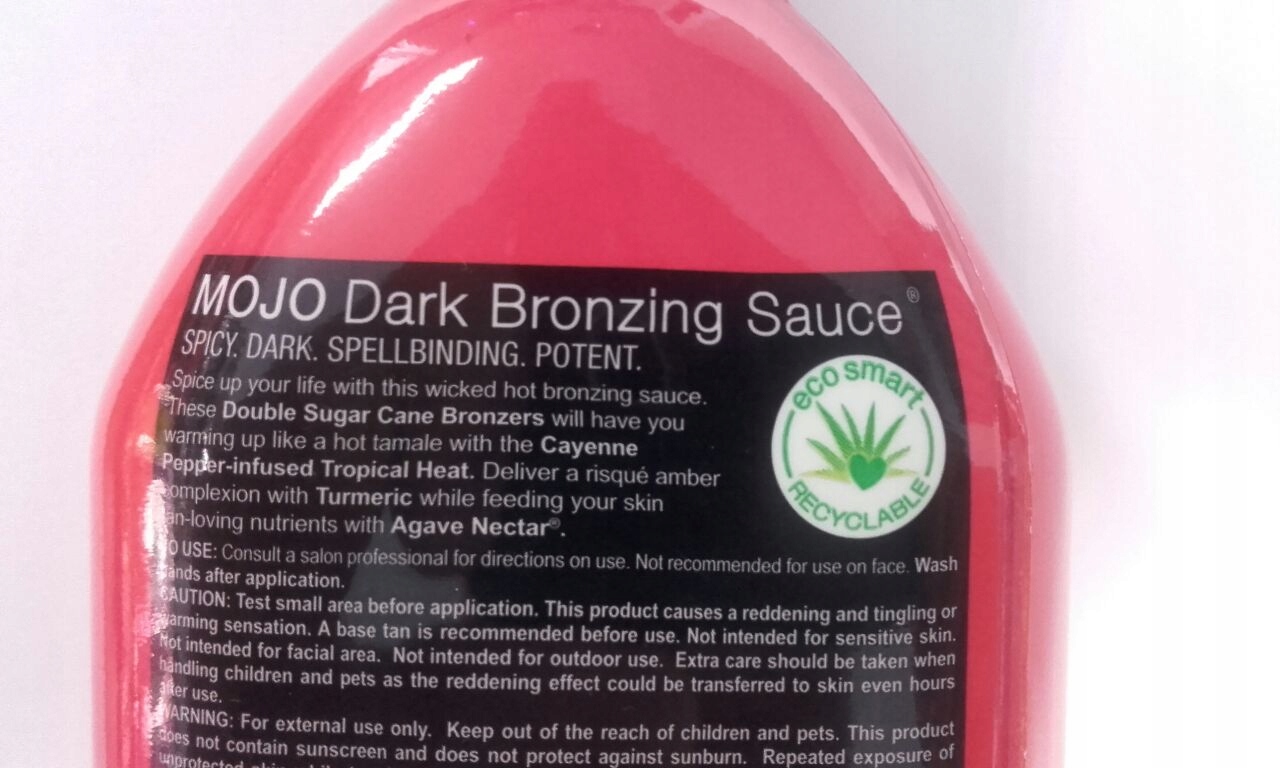 MOJO Dark Bronzing Sauce®
SPICY. DARK. SPELLBINDING. POTENT.
Spice up your life with this wicked hot bronzing sauce.
These Double Sugar Cane Bronzers will have you
warming up like a hot tamale with the Cayenne
Pepper-infused Tropical Heat. Deliver a risqué amber
complexion with Turmeric while feeding your skin
tan-loving nutrients with Agave Nectar®.
eco smart
RECYCLABLE
TO USE: Consult a salon professional for directions on use. Not recommended for use on face. Wash
hands after application.
CAUTION: Test small area before application. This product causes a reddening and tingling or
warming sensation. A base tan is recommended before use. Not intended for sensitive skin.
Not intended for facial area. Not intended for outdoor use. Extra care should be taken when
handling children and pets as the reddening effect could be transferred to skin even hours
after use.
WARNING: For external use only. Keep out of the reach of children and pets. This product
does not contain sunscreen and does not protect against sunburn. Repeated exposure of
unprotected skin